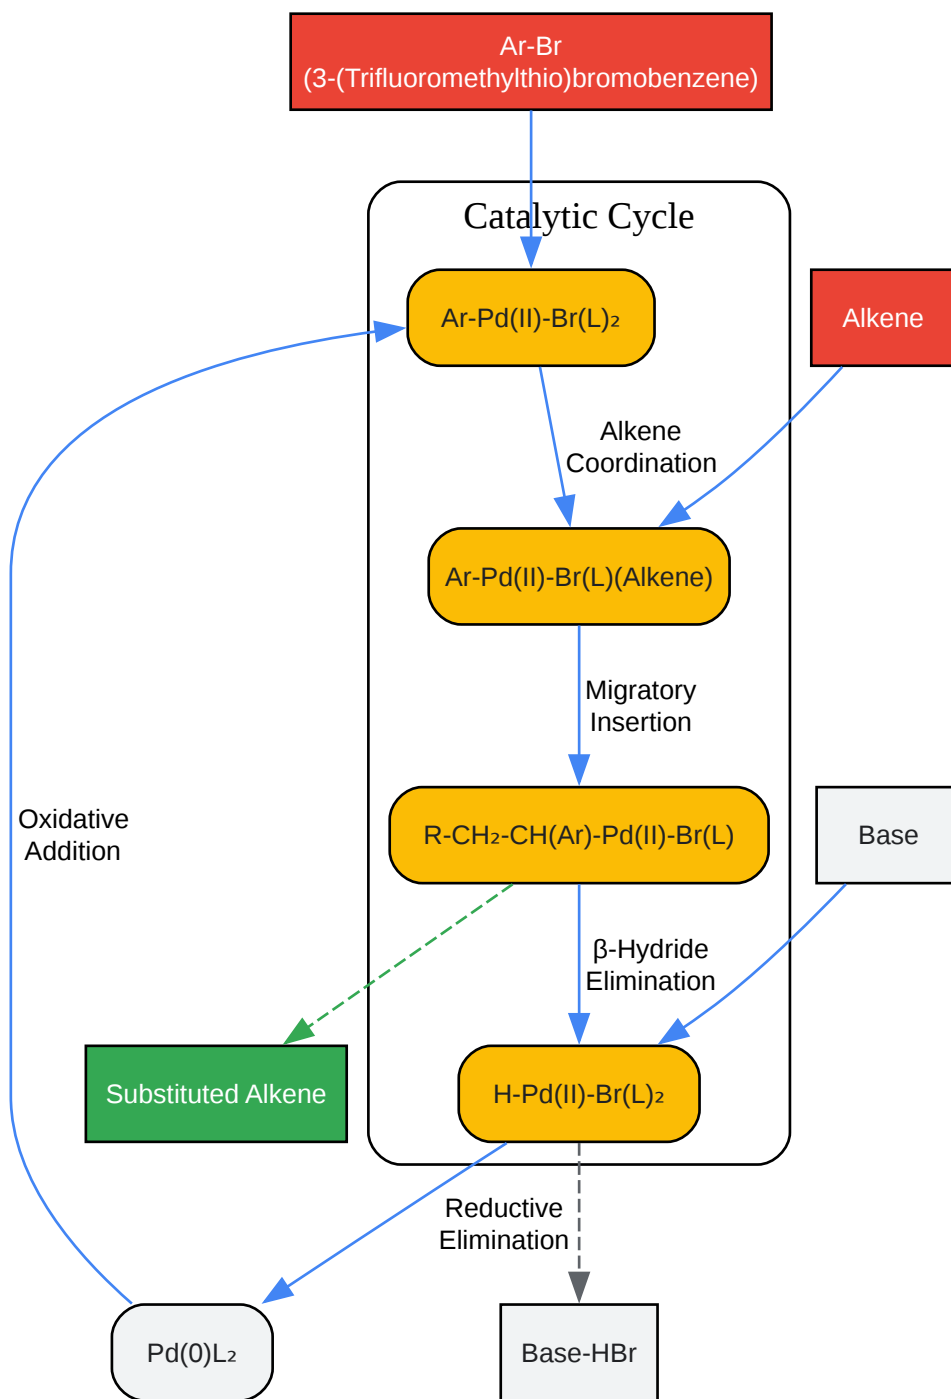 Ar-Br
(3-(Trifluoromethylthio)bromobenzene)
Catalytic Cycle
Ar-Pd(II)-Br(L)₂
Alkene
Alkene
Coordination
Ar-Pd(II)-Br(L)(Alkene)
Migratory
Insertion
Oxidative
Addition
R-CH₂-CH(Ar)-Pd(II)-Br(L)
Base
β-Hydride
Elimination
Substituted Alkene
H-Pd(II)-Br(L)₂
Reductive
Elimination
Pd(0)L₂
Base-HBr